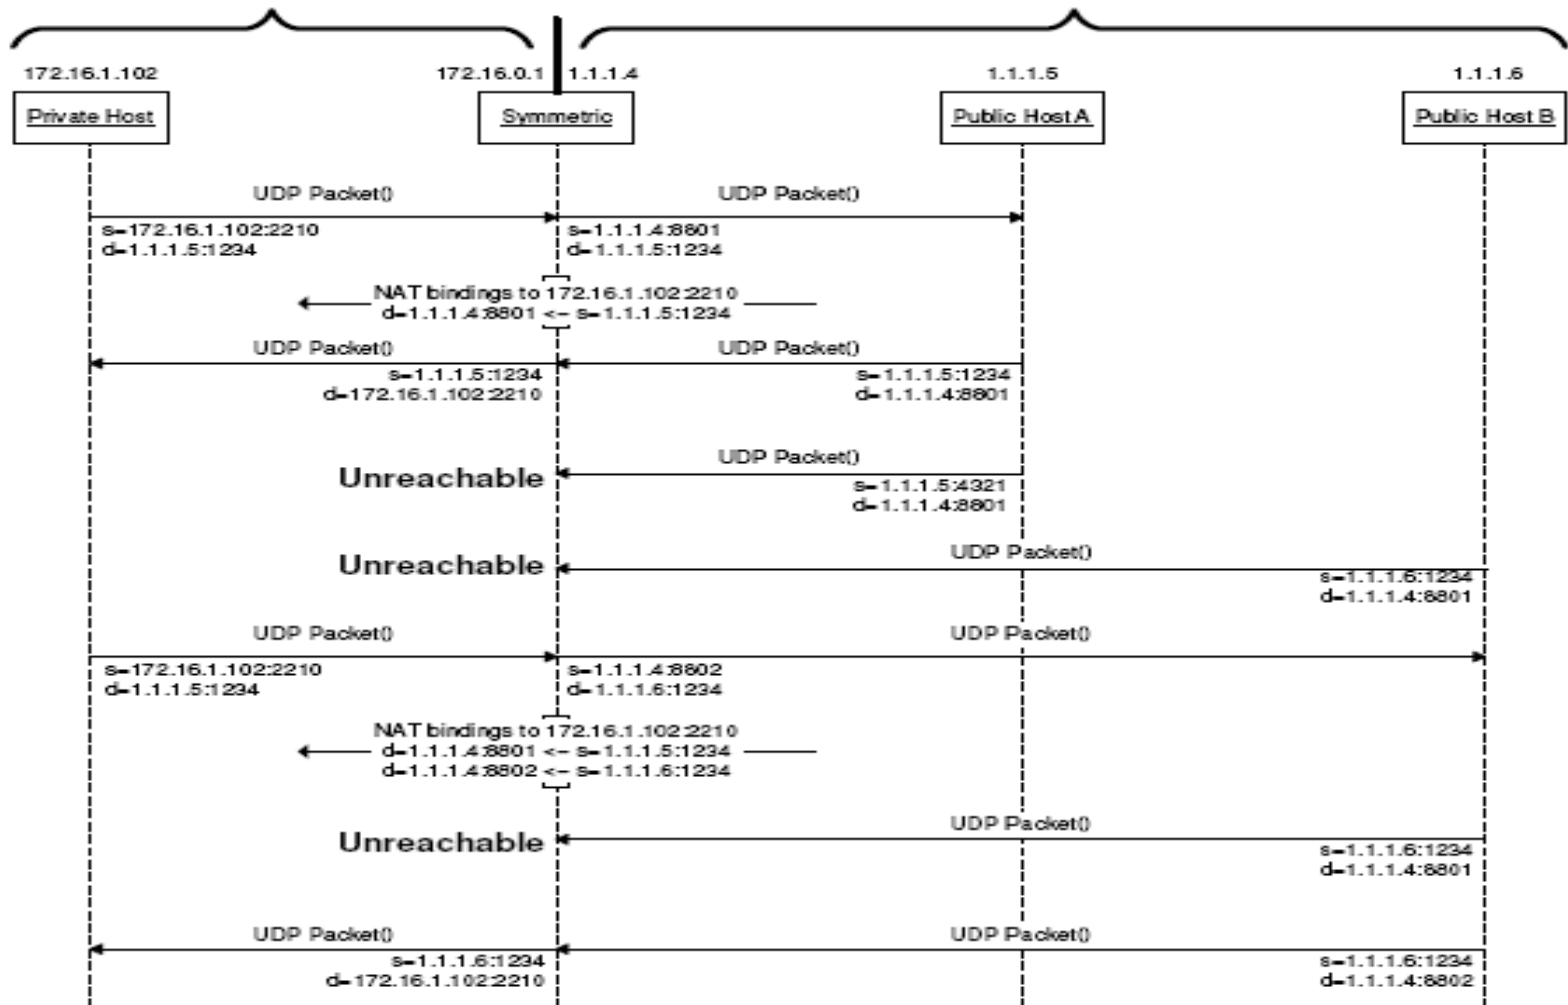 172.16.1.102
172.16.0.1
1.1.1.4
1.1.1.5
1.1.1.6
Private Host
Symmetric
Public Host A
Public Host B
UDP Packet()
UDP Packet()
s=172.16.1.102:2210
d=1.1.1.5:1234
s=1.1.1.4:8801
d=1.1.1.5:1234
NAT bindings to 172.16.1.102:2210
d=1.1.1.4:8801 <- s=1.1.1.5:1234
UDP Packet()
UDP Packet()
s=1.1.1.5:1234
d=172.16.1.102:2210
s=1.1.1.5:1234
d=1.1.1.4:8801
UDP Packet()
Unreachable
s=1.1.1.5:4321
d=1.1.1.4:8801
UDP Packet()
Unreachable
s=1.1.1.6:1234
d=1.1.1.4:8801
UDP Packet()
UDP Packet()
s=172.16.1.102:2210
d=1.1.1.5:1234
s=1.1.1.4:8802
d=1.1.1.6:1234
NAT bindings to 172.16.1.102:2210
d=1.1.1.4:8801 <- s=1.1.1.5:1234
d=1.1.1.4:8802 <- s=1.1.1.6:1234
UDP Packet()
Unreachable
s=1.1.1.6:1234
d=1.1.1.4:8801
UDP Packet()
UDP Packet()
s=1.1.1.6:1234
d=172.16.1.102:2210
s=1.1.1.6:1234
d=1.1.1.4:8802